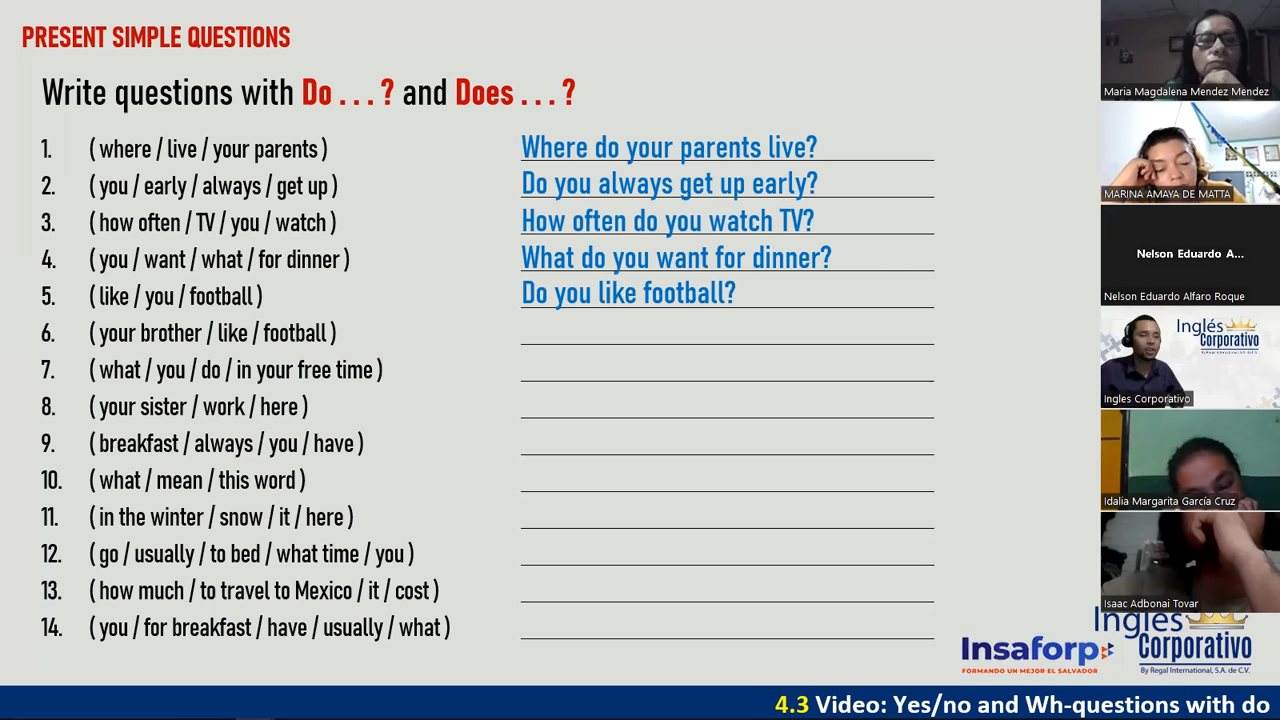 PRESENT SIMPLE QUESTIONS
Write questions with Do . . . ? and Does . . . ?
1. ( where / live / your parents ) Where do your parents live?
2. ( you / early / always / get up ) Do you always get up early?
3. ( how often / TV / you / watch ) How often do you watch TV?
4. ( you / want / what / for dinner ) What do you want for dinner?
5. ( like / you / football ) Do you like football?
6. ( your brother / like / football )
7. ( what / you / do / in your free time )
8. ( your sister / work / here )
9. ( breakfast / always / you / have )
10. ( what / mean / this word )
11. ( in the winter / snow / it / here )
12. ( go / usually / to bed / what time / you )
13. ( how much / to travel to Mexico / it / cost )
14. ( you / for breakfast / have / usually / what )
Maria Magdalena Mendez Mendez
MARINA AMAYA DE MATTA
Nelson Eduardo A...
Nelson Eduardo Alfaro Roque
Inglés
Corporativo
By Regal International, S.A. de C.V.
Ingles Corporativo
Idalia Margarita García Cruz
Isaac Adbonai Tovar
Insaforp
FORMANDO UN MEJOR EL SALVADOR
Inglés
Corporativo
By Regal International, S.A. de C.V.
4.3 Video: Yes/no and Wh-questions with do